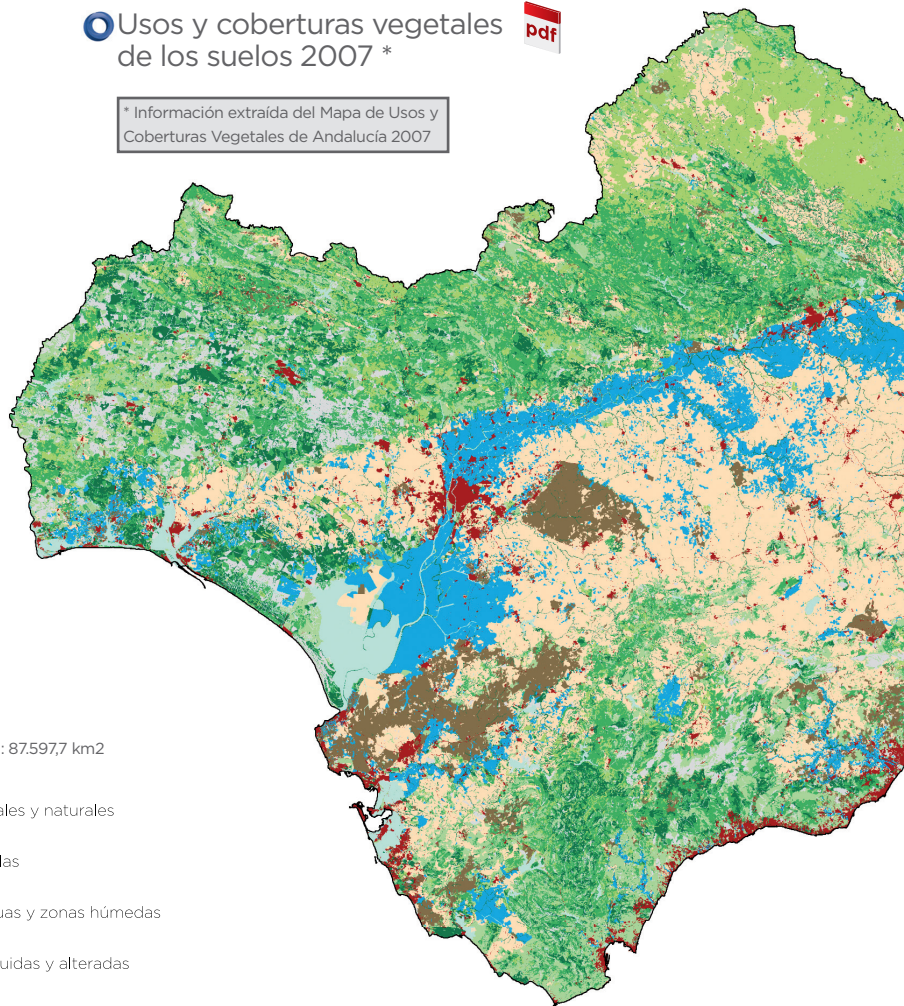 Usos y coberturas vegetales
de los suelos 2007 *
pdf
* Información extraída del Mapa de Usos y
Coberturas Vegetales de Andalucía 2007
: 87.597,7 km2
ales y naturales
las
uas y zonas húmedas
uidas y alteradas